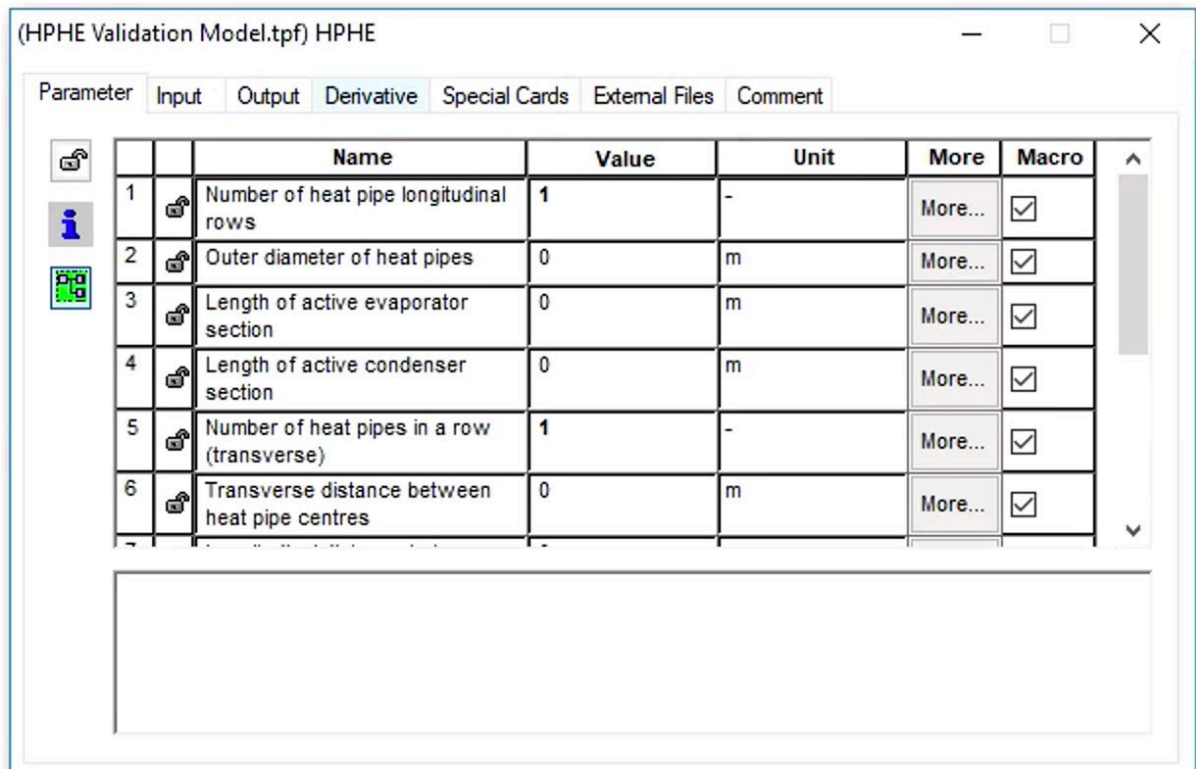 (HPHE Validation Model.tpf) HPHE
Parameter Input Output Derivative Special Cards External Files Comment
Name Value Unit More Macro
1 Number of heat pipe longitudinal rows 1 - More...
2 Outer diameter of heat pipes 0 m More...
3 Length of active evaporator section 0 m More...
4 Length of active condenser section 0 m More...
5 Number of heat pipes in a row (transverse) 1 - More...
6 Transverse distance between heat pipe centres 0 m More...